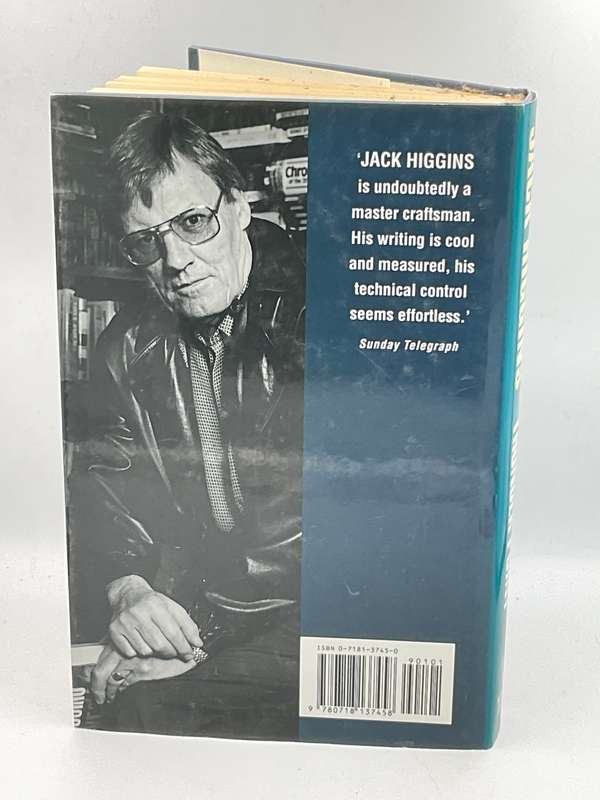 'JACK HIGGINS
is undoubtedly a
master craftsman.
His writing is cool
and measured, his
technical control
seems effortless.'
Sunday Telegraph
Chro
ISBN 0-7181-3745-0
90101
9 780718 137458